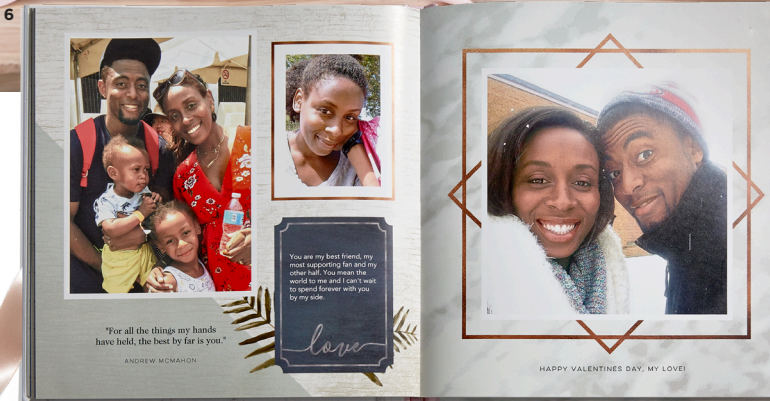 6
"For all the things my hands
have held, the best by far is you."
ANDREW MCMAHON
You are my best friend, my
most supporting fan and my
other half. You mean the
world to me and I can't wait
to spend forever with you
by my side.
love
HAPPY VALENTINES DAY, MY LOVE!